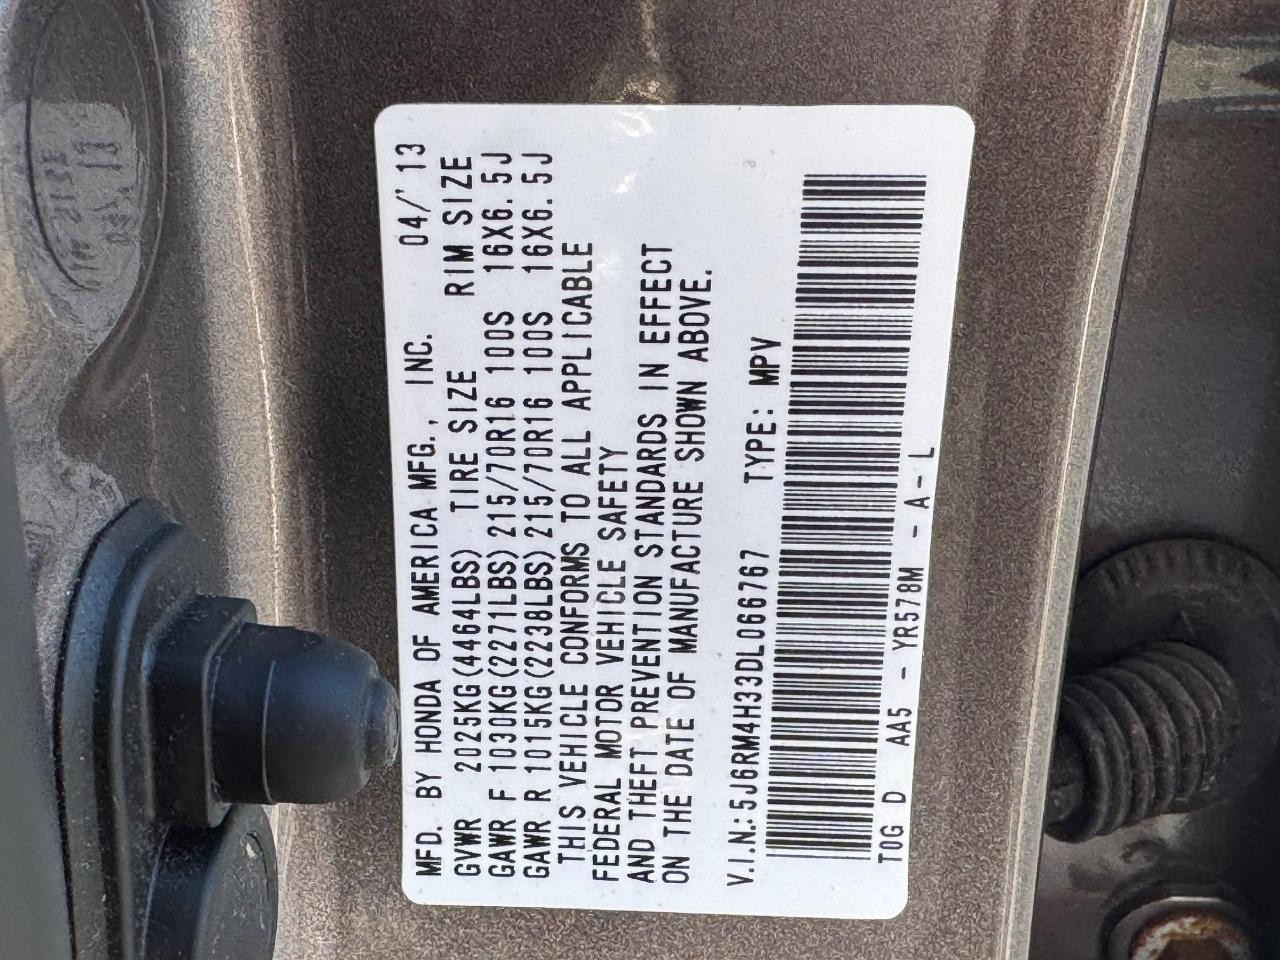 MFD. BY HONDA OF AMERICA MFG., INC. 04/'13
GVWR 2025KG(4464LBS) TIRE SIZE RIM SIZE
GAWR F 1030KG(2271LBS) 215/70R16 100S 16X6.5J
GAWR R 1015KG(2238LBS) 215/70R16 100S 16X6.5J
THIS VEHICLE CONFORMS TO ALL APPLICABLE
FEDERAL MOTOR VEHICLE SAFETY
AND THEFT PREVENTION STANDARDS IN EFFECT
ON THE DATE OF MANUFACTURE SHOWN ABOVE.
V.I.N.:5J6RM4H33DL066767 TYPE: MPV
TOG D AA5 - YR578M - A-L